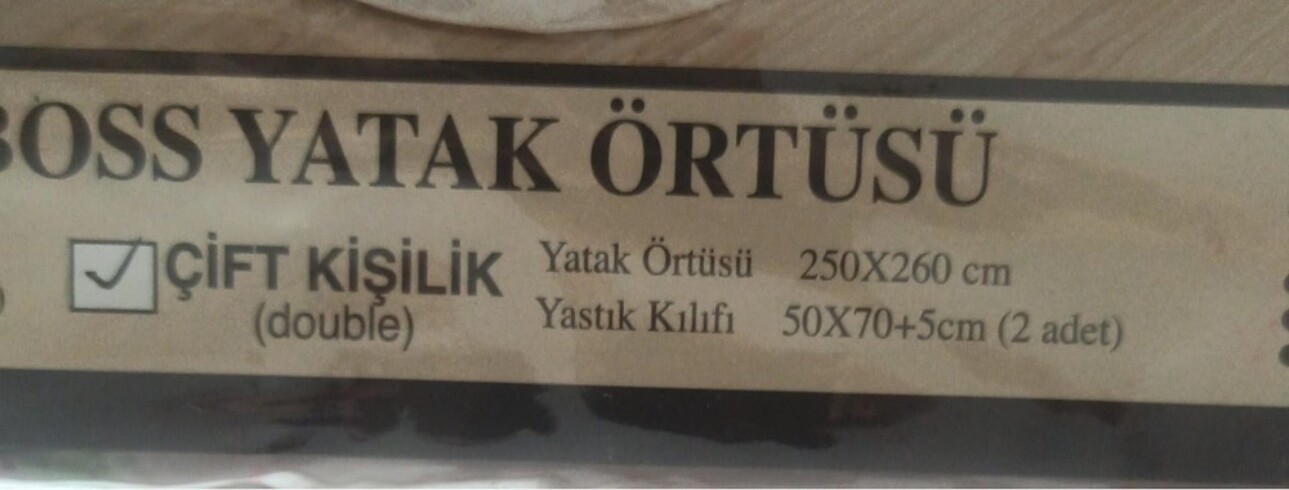 BOSS YATAK ÖRTÜSÜ
ÇİFT KİŞİLİK
(double)
Yatak Örtüsü 250X260 cm
Yastık Kılıfı 50X70+5cm (2 adet)